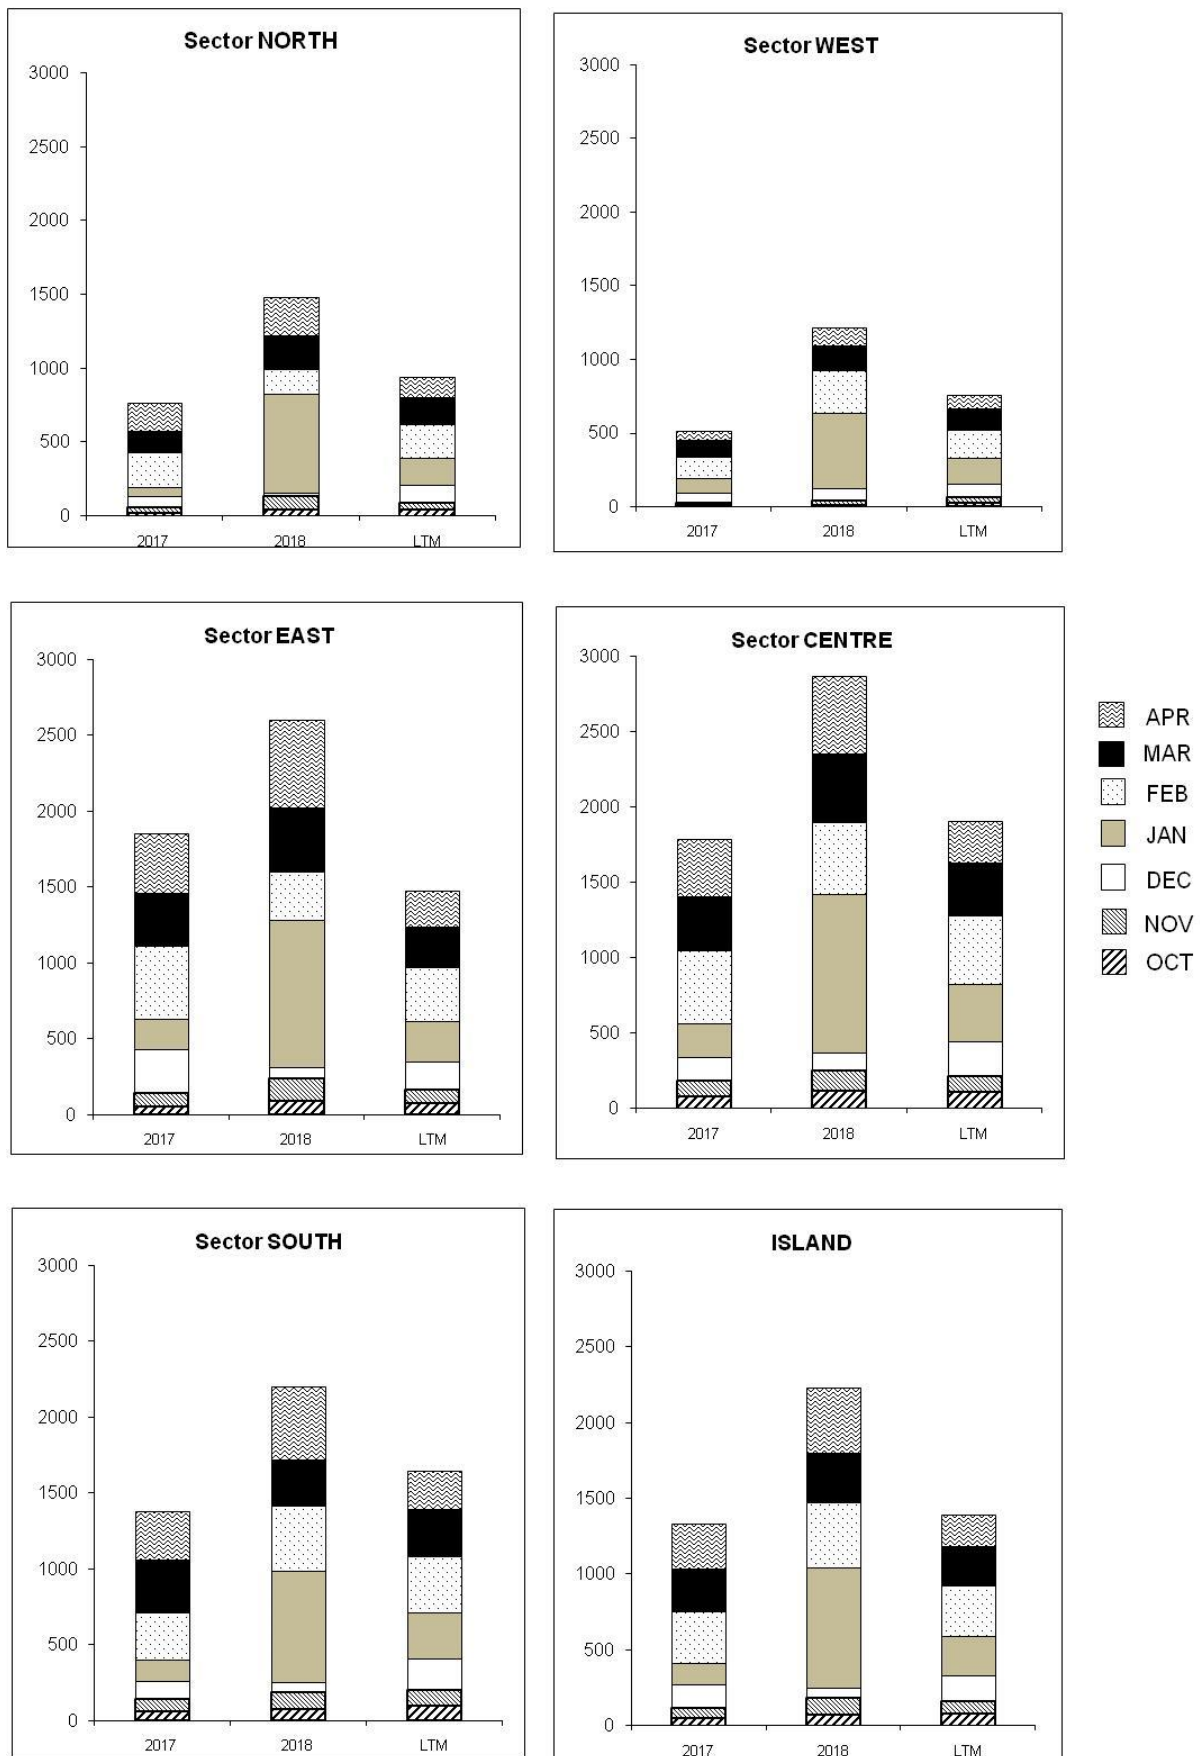 Sector NORTH
3000
2500
2000
1500
1000
500
0
2017 2018 LTM
Sector WEST
3000
2500
2000
1500
1000
500
0
2017 2018 LTM
Sector EAST
3000
2500
2000
1500
1000
500
0
2017 2018 LTM
Sector CENTRE
3000
2500
2000
1500
1000
500
0
2017 2018 LTM
APR
MAR
FEB
JAN
DEC
NOV
OCT
Sector SOUTH
3000
2500
2000
1500
1000
500
0
2017 2018 LTM
ISLAND
3000
2500
2000
1500
1000
500
0
2017 2018 LTM